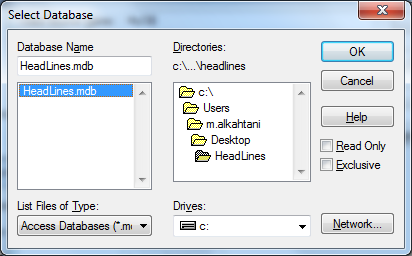 Select Database
Database Name
HeadLines.mdb
HeadLines.mdb
List Files of Type:
Access Databases (*.m
Directories:
c:\...\headlines
c:\
Users
m.alkahtani
Desktop
HeadLines
Drives:
c:
OK
Cancel
Help
Read Only
Exclusive
Network...